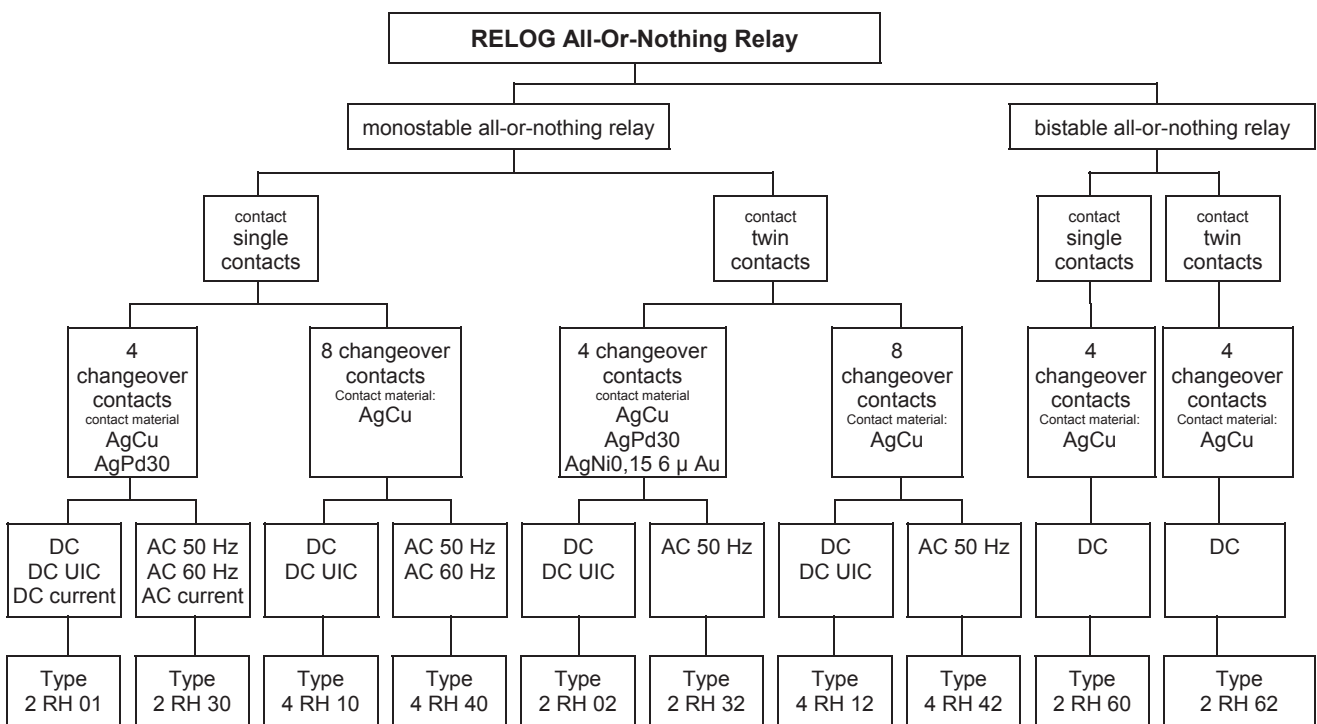 RELOG All-Or-Nothing Relay
monostable all-or-nothing relay
bistable all-or-nothing relay
contact
single
contacts
contact
twin
contacts
contact
single
contacts
contact
twin
contacts
4
changeover
contacts
contact material
AgCu
AgPd30
8 changeover
contacts
Contact material:
AgCu
4 changeover
contacts
contact material
AgCu
AgPd30
AgNi0,15 6 µ Au
8
changeover
contacts
Contact material:
AgCu
4
changeover
contacts
Contact material:
AgCu
4
changeover
contacts
Contact material:
AgCu
DC
DC UIC
DC current
AC 50 Hz
AC 60 Hz
AC current
DC
DC UIC
AC 50 Hz
AC 60 Hz
DC
DC UIC
AC 50 Hz
DC
DC UIC
AC 50 Hz
DC
DC
Type
2 RH 01
Type
2 RH 30
Type
4 RH 10
Type
4 RH 40
Type
2 RH 02
Type
2 RH 32
Type
4 RH 12
Type
4 RH 42
Type
2 RH 60
Type
2 RH 62